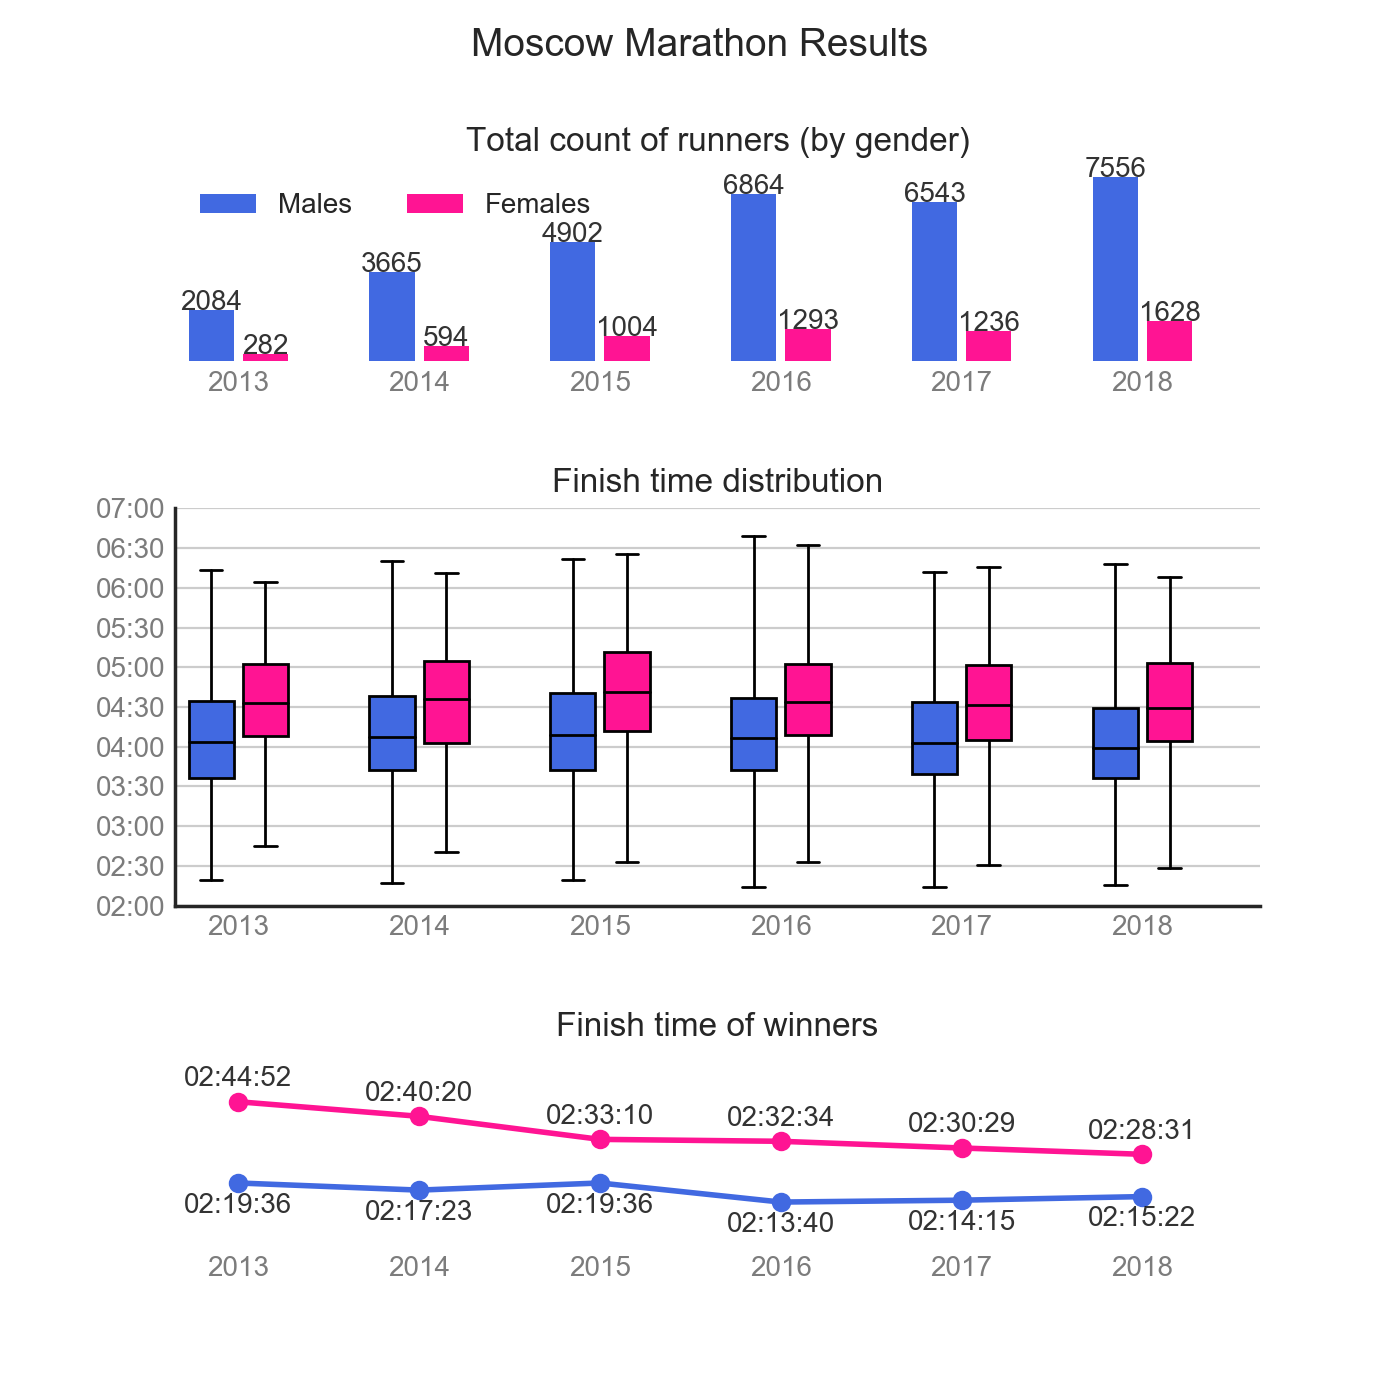 Moscow Marathon Results
Total count of runners (by gender)
Males Females
2084 282 3665 594 4902 1004 6864 1293 6543 1236 7556 1628
2013 2014 2015 2016 2017 2018
Finish time distribution
07:00
06:30
06:00
05:30
05:00
04:30
04:00
03:30
03:00
02:30
02:00
2013 2014 2015 2016 2017 2018
Finish time of winners
02:44:52 02:40:20 02:33:10 02:32:34 02:30:29 02:28:31
02:19:36 02:17:23 02:19:36 02:13:40 02:14:15 02:15:22
2013 2014 2015 2016 2017 2018